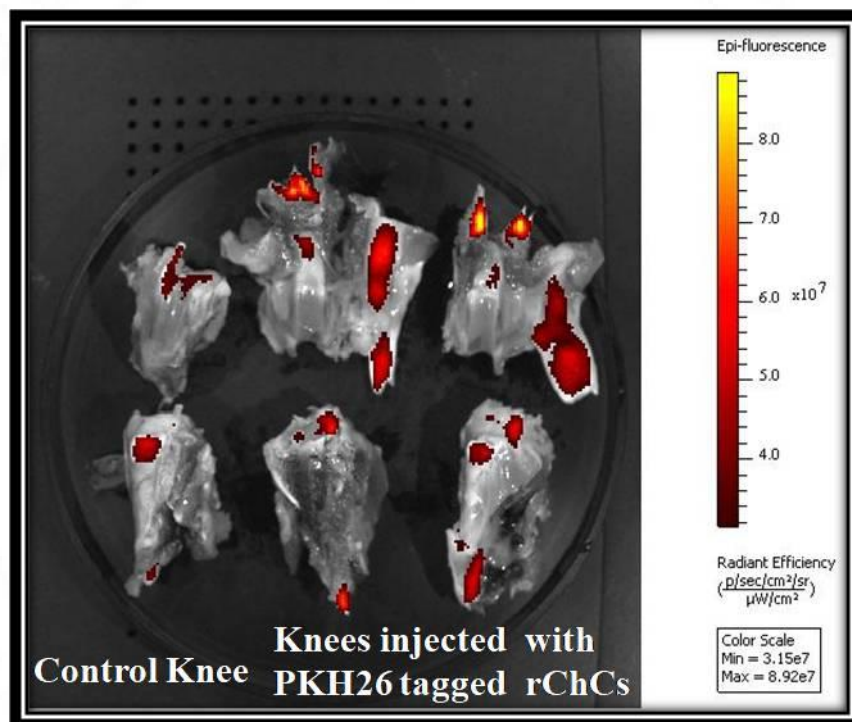 Epi-fluorescence
8.0
7.0
6.0 x10⁷
5.0
4.0
Radiant Efficiency
(p/sec/cm²/sr
µW/cm²)
Color Scale
Min = 3.15e7
Max = 8.92e7
Control Knee
Knees injected with
PKH26 tagged rChCs